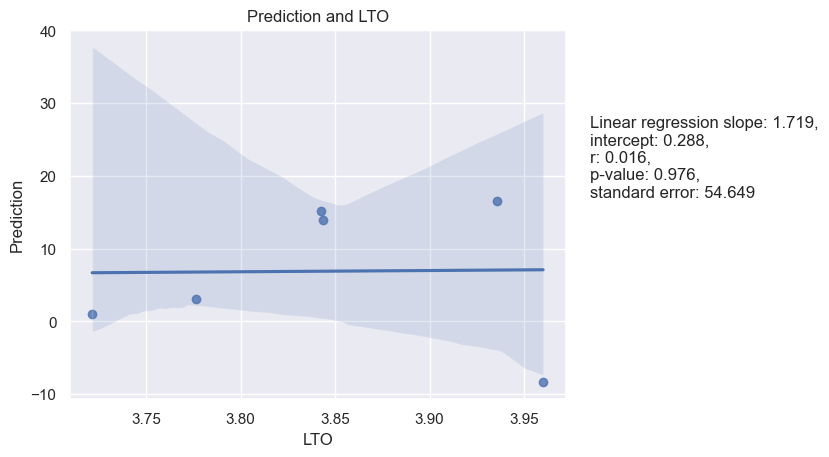 Prediction and LTO
40
30
20
10
0
−10
Prediction
3.75
3.80
3.85
3.90
3.95
LTO
Linear regression slope: 1.719,
intercept: 0.288,
r: 0.016,
p-value: 0.976,
standard error: 54.649